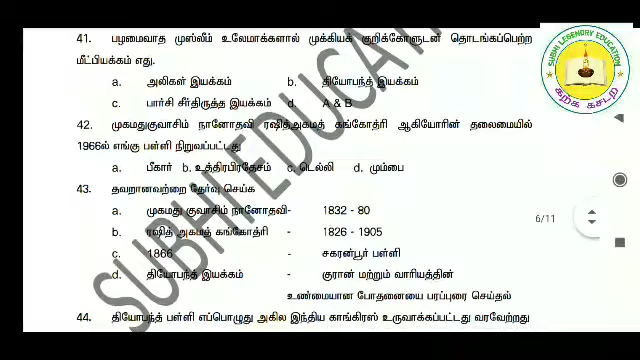 41. பழமைவாத முஸ்லீம் உலேமாக்களால் முக்கியக் குறிக்கோளுடன் தொடங்கப்பெற்ற
மீட்பியக்கம் எது.
a. அலிகள் இயக்கம் b. தியோபந்த் இயக்கம்
c. பார்சி சீர்திருத்த இயக்கம் d. A & B
42. முகமதுகுவாசிம் நானோதவி ரஷித்அகமத் கங்கோத்ரி ஆகியோரின் தலைமையில்
1966ல் எங்கு பள்ளி நிறுவப்பட்டது
a. பீகார் b. உத்திரபிரதேசம் c. டெல்லி d. மும்பை
43. தவறானவற்றை தேர்வு செய்க
a. முகமது குவாசிம் நானோதவி- 1832 - 80
b. ரஷித் அகமத் கங்கோத்ரி - 1826 - 1905
c. 1866 - சகரன்பூர் பள்ளி
d. தியோபந்த் இயக்கம் - குரான் மற்றும் வாரியத்தின்
உண்மையான போதனையை பரப்புரை செய்தல்
44. தியோபந்த் பள்ளி எப்பொழுது அகில இந்திய காங்கிரஸ் உருவாக்கப்பட்டது வரவேற்றது
6/11
SUBHI LEGENDRY EDUCATION
கற்க கசடற
SUBHI EDUCA